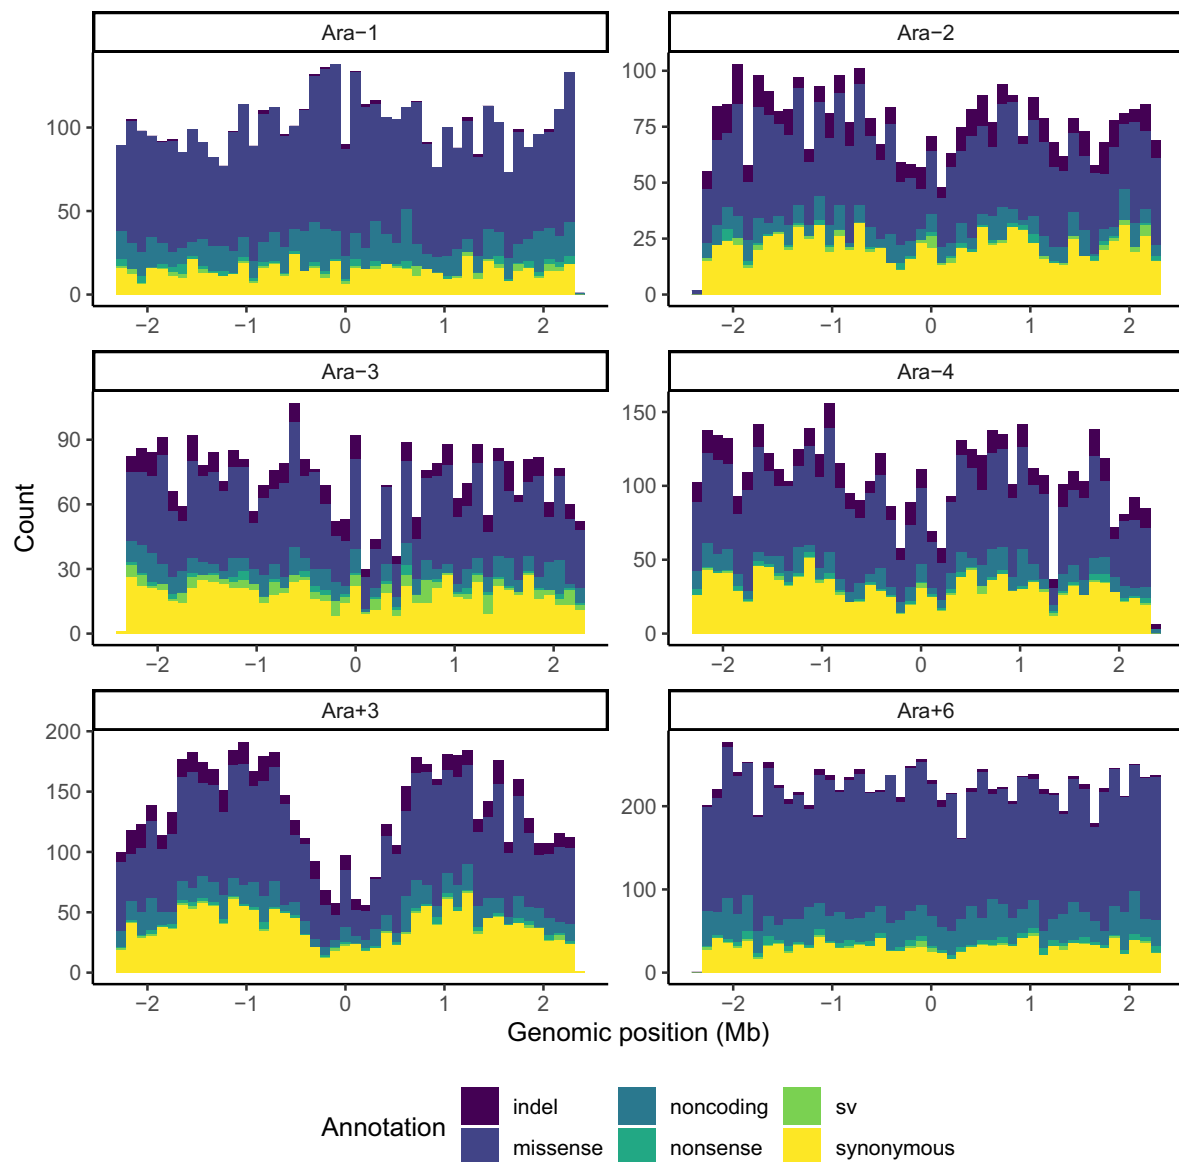 Ara−1
Ara−2
100
50
0
−2 −1 0 1 2
100
75
50
25
0
−2 −1 0 1 2
Ara−3
Ara−4
90
60
30
0
−2 −1 0 1 2
150
100
50
0
−2 −1 0 1 2
Count
Ara+3
Ara+6
200
150
100
50
0
−2 −1 0 1 2
200
100
0
−2 −1 0 1 2
Genomic position (Mb)
Annotation
indel noncoding sv
missense nonsense synonymous